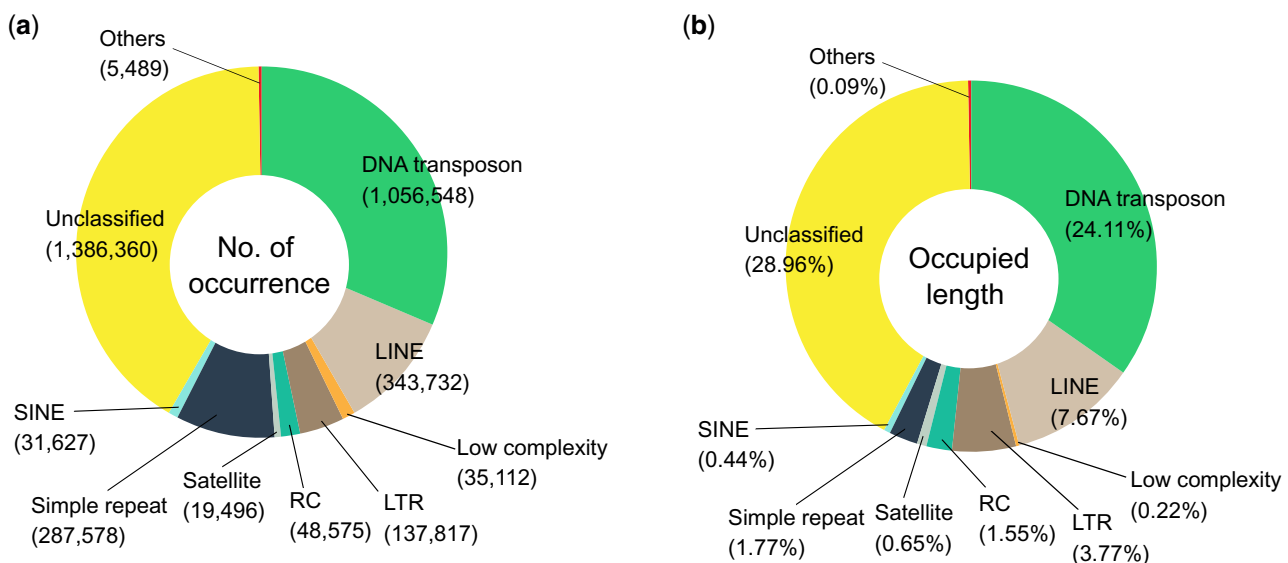 (a)
Others
(5,489)
DNA transposon
(1,056,548)
Unclassified
(1,386,360)
No. of
occurrence
LINE
(343,732)
SINE
(31,627)
Low complexity
(35,112)
Simple repeat
(287,578)
Satellite
(19,496)
RC
(48,575)
LTR
(137,817)
(b)
Others
(0.09%)
DNA transposon
(24.11%)
Unclassified
(28.96%)
Occupied
length
LINE
(7.67%)
SINE
(0.44%)
Low complexity
(0.22%)
Simple repeat
(1.77%)
Satellite
(0.65%)
RC
(1.55%)
LTR
(3.77%)